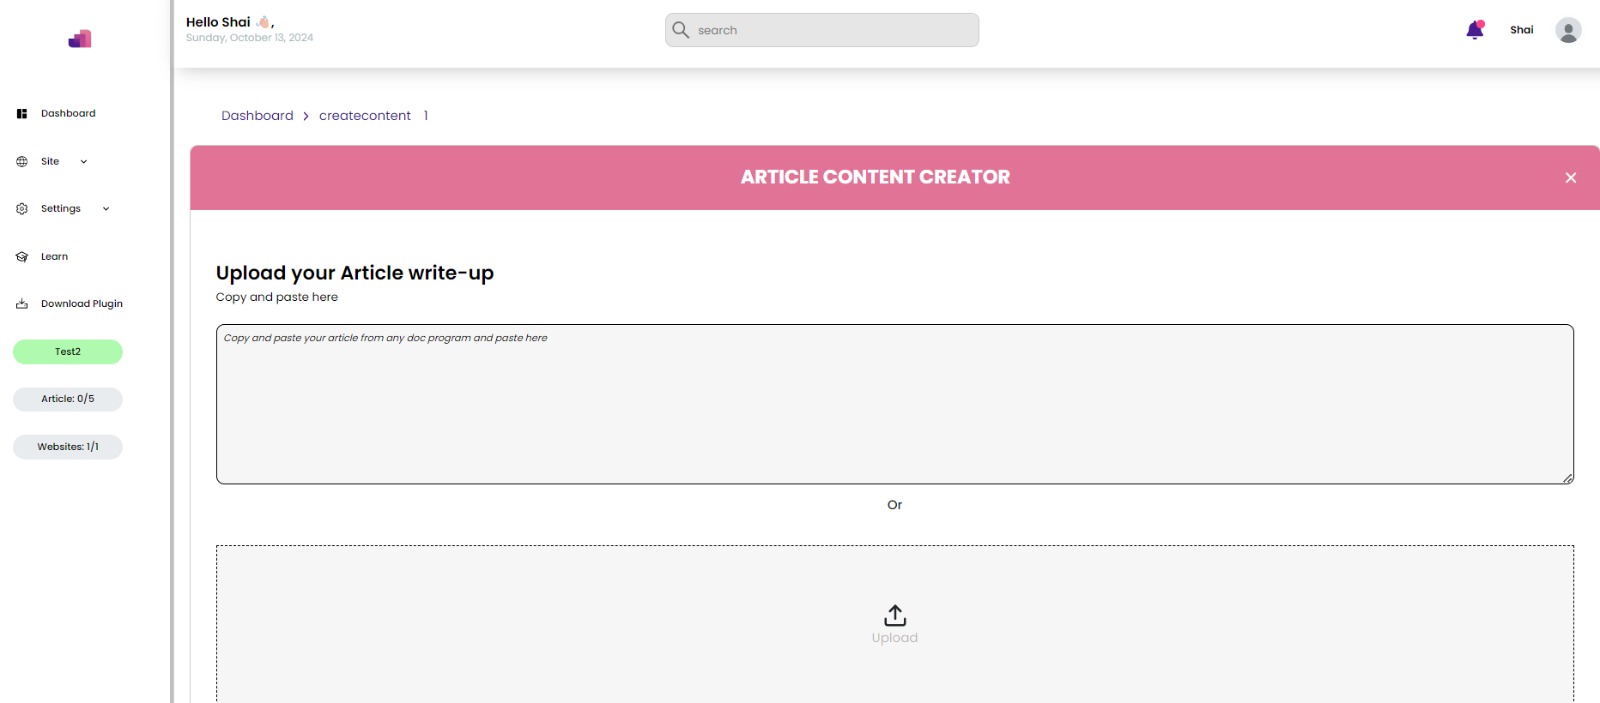 Hello Shai 👋🏻,
Sunday, October 13, 2024
search
Shai
Dashboard
Site
Settings
Learn
Download Plugin
Test2
Article: 0/5
Websites: 1/1
Dashboard > createcontent 1
ARTICLE CONTENT CREATOR
Upload your Article write-up
Copy and paste here
Copy and paste your article from any doc program and paste here
Or
Upload